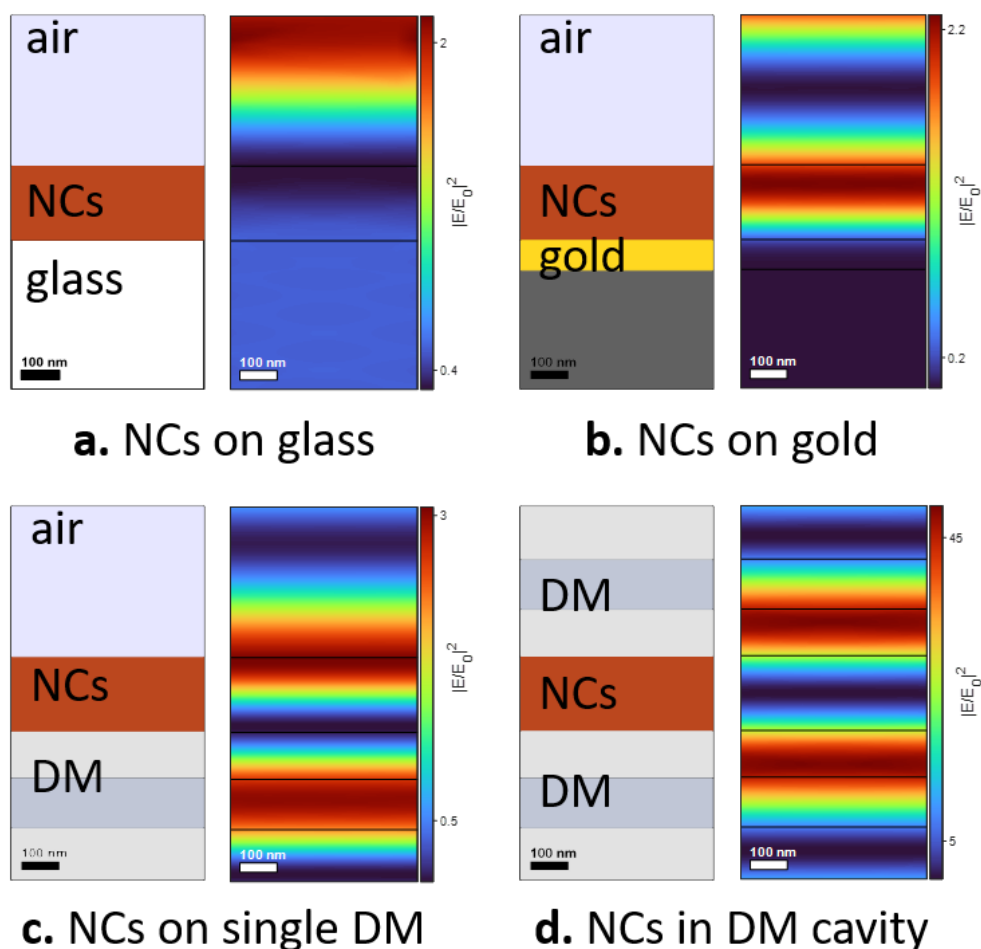 air
NCs
glass
100 nm
100 nm
2
0.4
|E/E0|^2
a. NCs on glass
air
NCs
gold
100 nm
100 nm
2.2
0.2
|E/E0|^2
b. NCs on gold
air
NCs
DM
100 nm
100 nm
3
0.5
|E/E0|^2
c. NCs on single DM
DM
NCs
DM
100 nm
100 nm
45
5
|E/E0|^2
d. NCs in DM cavity